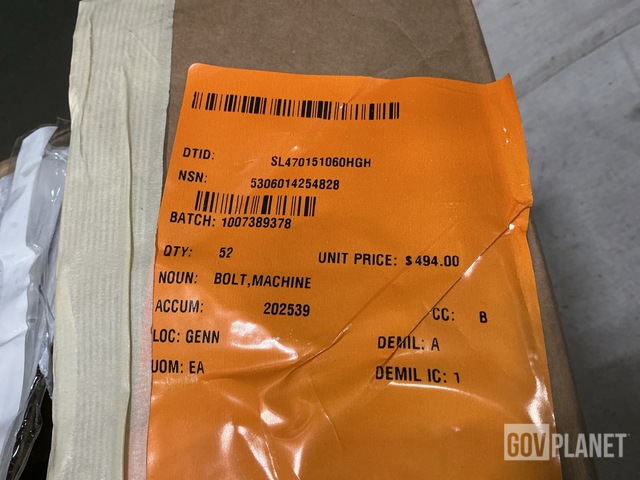 DTID: SL470151060HGH
NSN: 5306014254828
BATCH: 1007389378
QTY: 52 UNIT PRICE: $494.00
NOUN: BOLT,MACHINE
ACCUM: 202539 CC: B
LOC: GENN DEMIL: A
UOM: EA DEMIL IC: 1
GOVPLANET